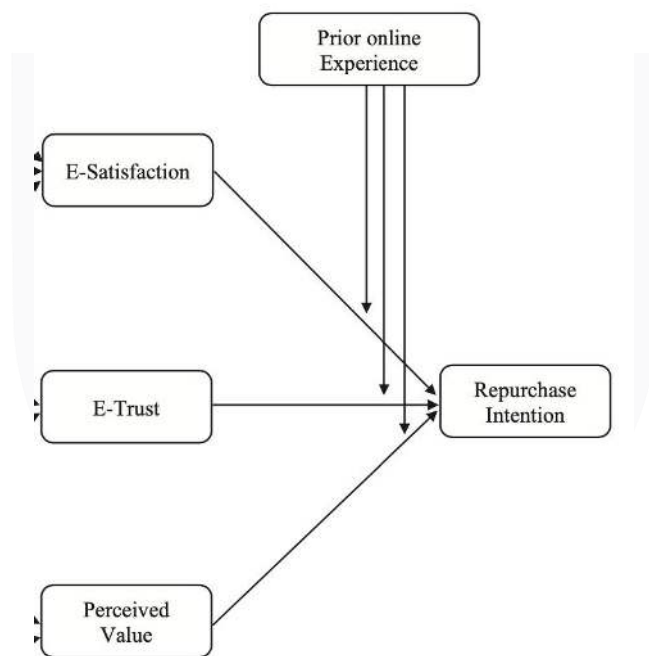 Prior online
Experience
E-Satisfaction
E-Trust
Repurchase
Intention
Perceived
Value